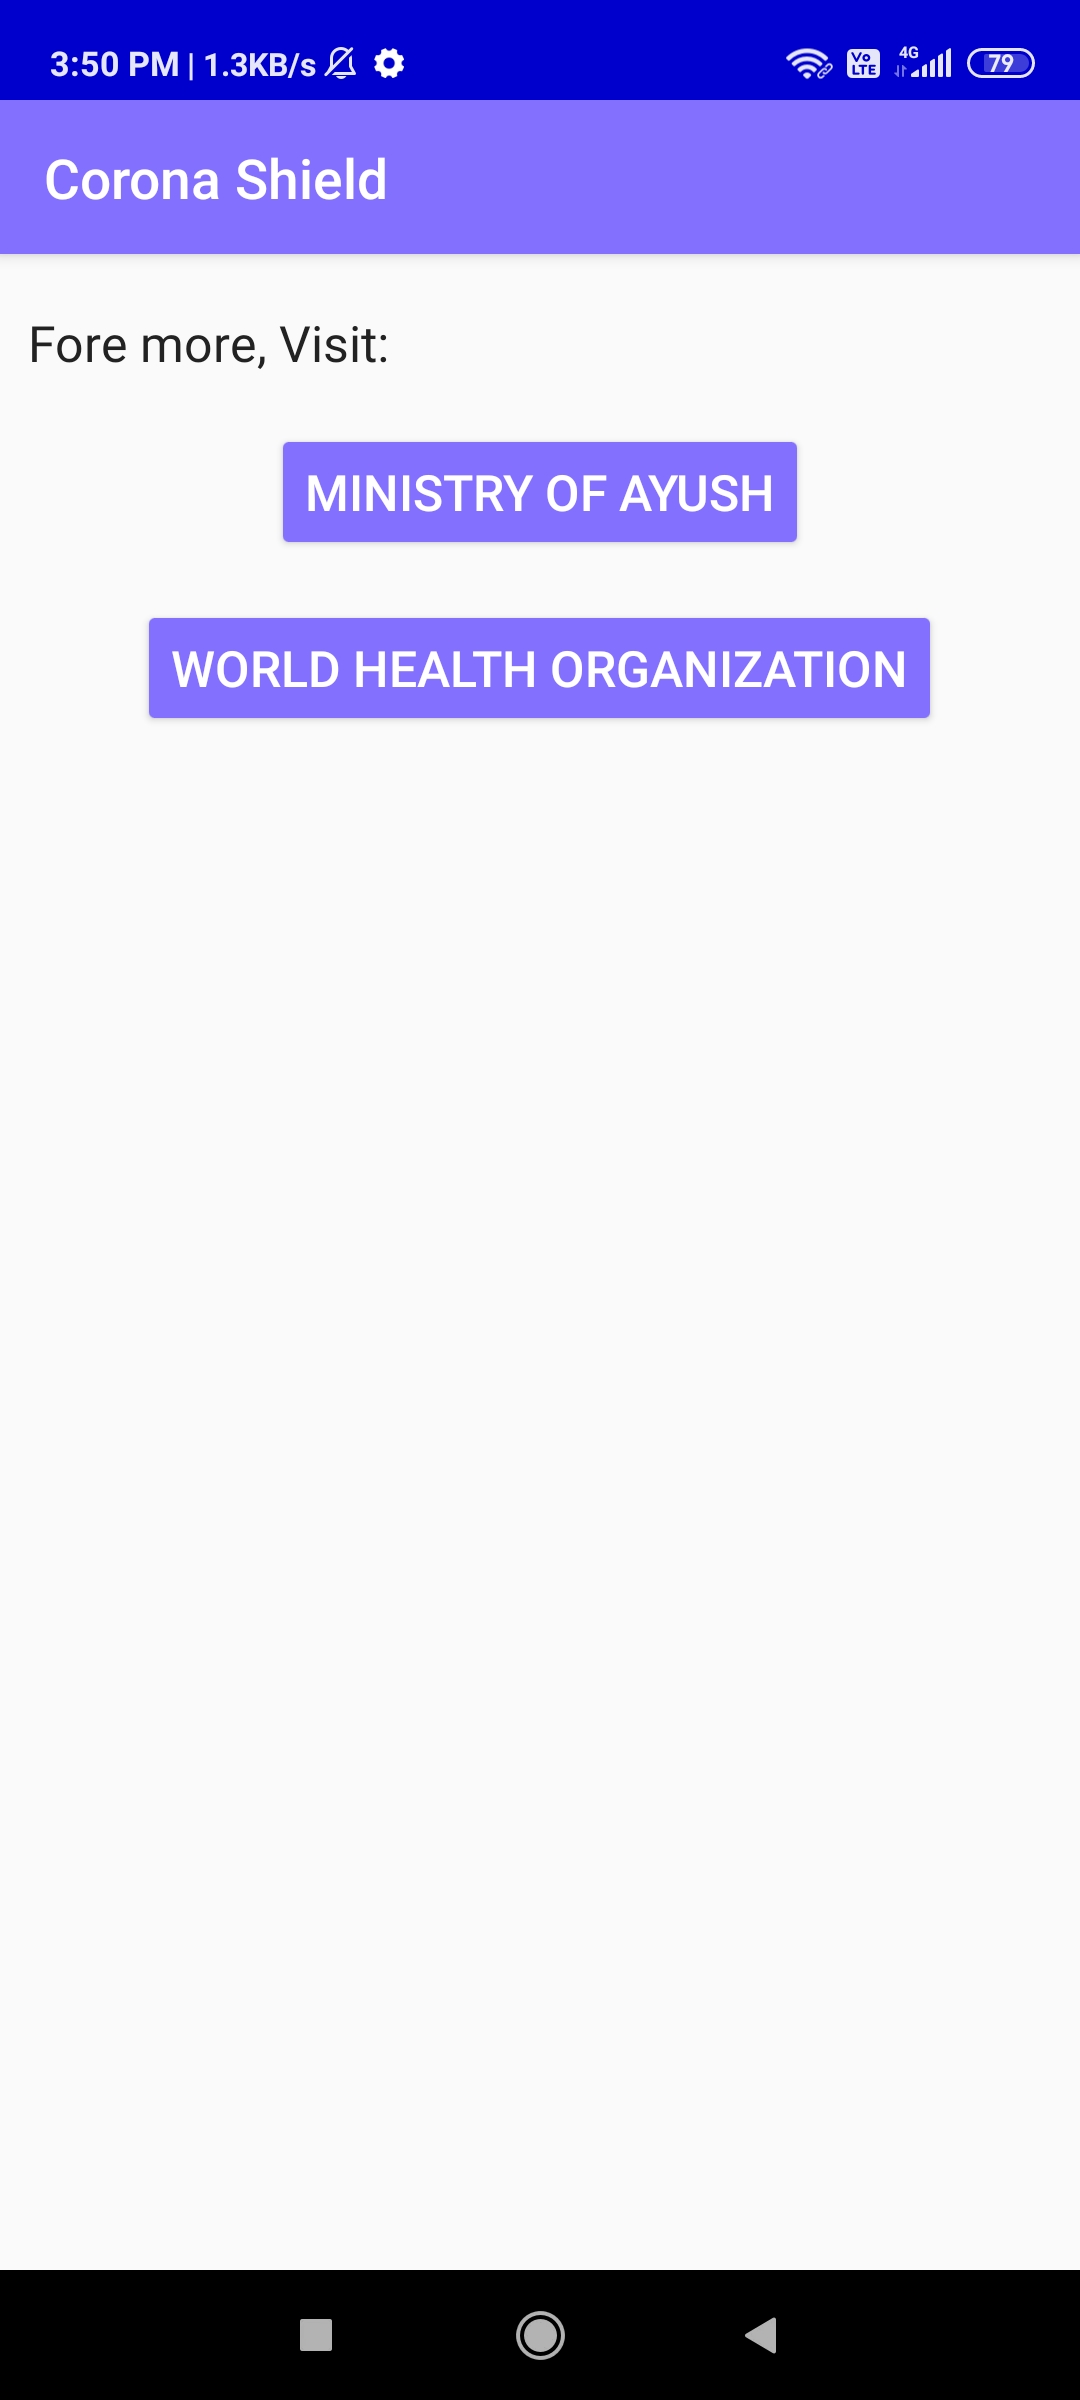 3:50 PM | 1.3KB/s
Vo LTE 4G 79
Corona Shield
Fore more, Visit:
MINISTRY OF AYUSH
WORLD HEALTH ORGANIZATION